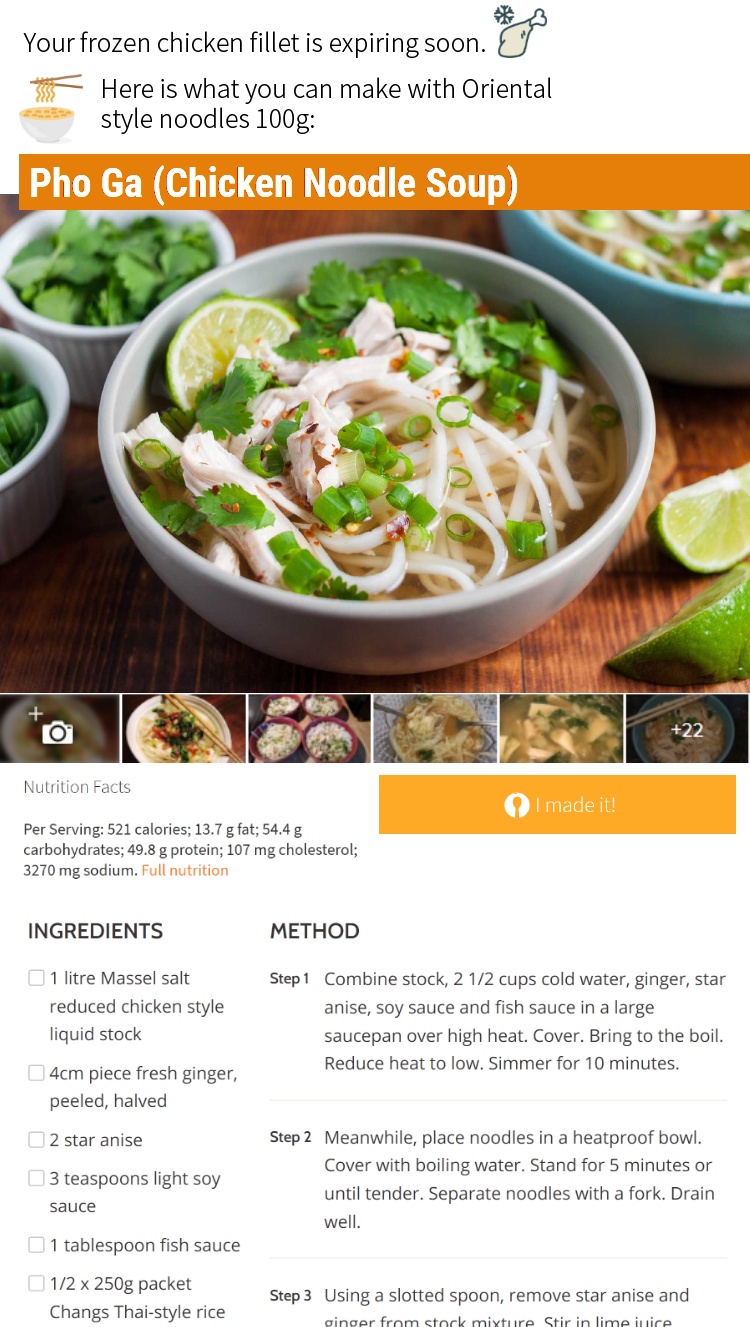 Your frozen chicken fillet is expiring soon.
Here is what you can make with Oriental
style noodles 100g:
Pho Ga (Chicken Noodle Soup)
+22
Nutrition Facts
I made it!
Per Serving: 521 calories; 13.7 g fat; 54.4 g
carbohydrates; 49.8 g protein; 107 mg cholesterol;
3270 mg sodium. Full nutrition
INGREDIENTS
1 litre Massel salt
reduced chicken style
liquid stock
4cm piece fresh ginger,
peeled, halved
2 star anise
3 teaspoons light soy
sauce
1 tablespoon fish sauce
1/2 x 250g packet
Changs Thai-style rice
METHOD
Step 1 Combine stock, 2 1/2 cups cold water, ginger, star
anise, soy sauce and fish sauce in a large
saucepan over high heat. Cover. Bring to the boil.
Reduce heat to low. Simmer for 10 minutes.
Step 2 Meanwhile, place noodles in a heatproof bowl.
Cover with boiling water. Stand for 5 minutes or
until tender. Separate noodles with a fork. Drain
well.
Step 3 Using a slotted spoon, remove star anise and
ginger from stock mixture. Stir in lime juice